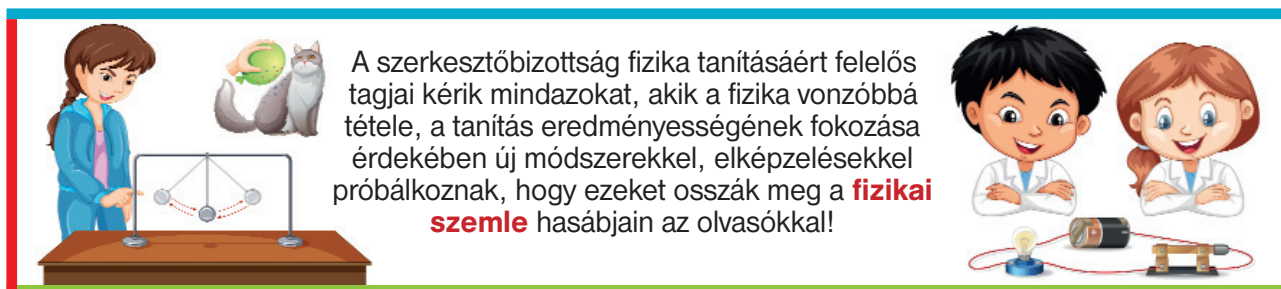 A szerkesztőbizottság fizika tanításáért felelős
tagjai kérik mindazokat, akik a fizika vonzóbbá
tétele, a tanítás eredményességének fokozása
érdekében új módszerekkel, elképzelésekkel
próbálkoznak, hogy ezeket osszák meg a fizikai
szemle hasábjain az olvasókkal!